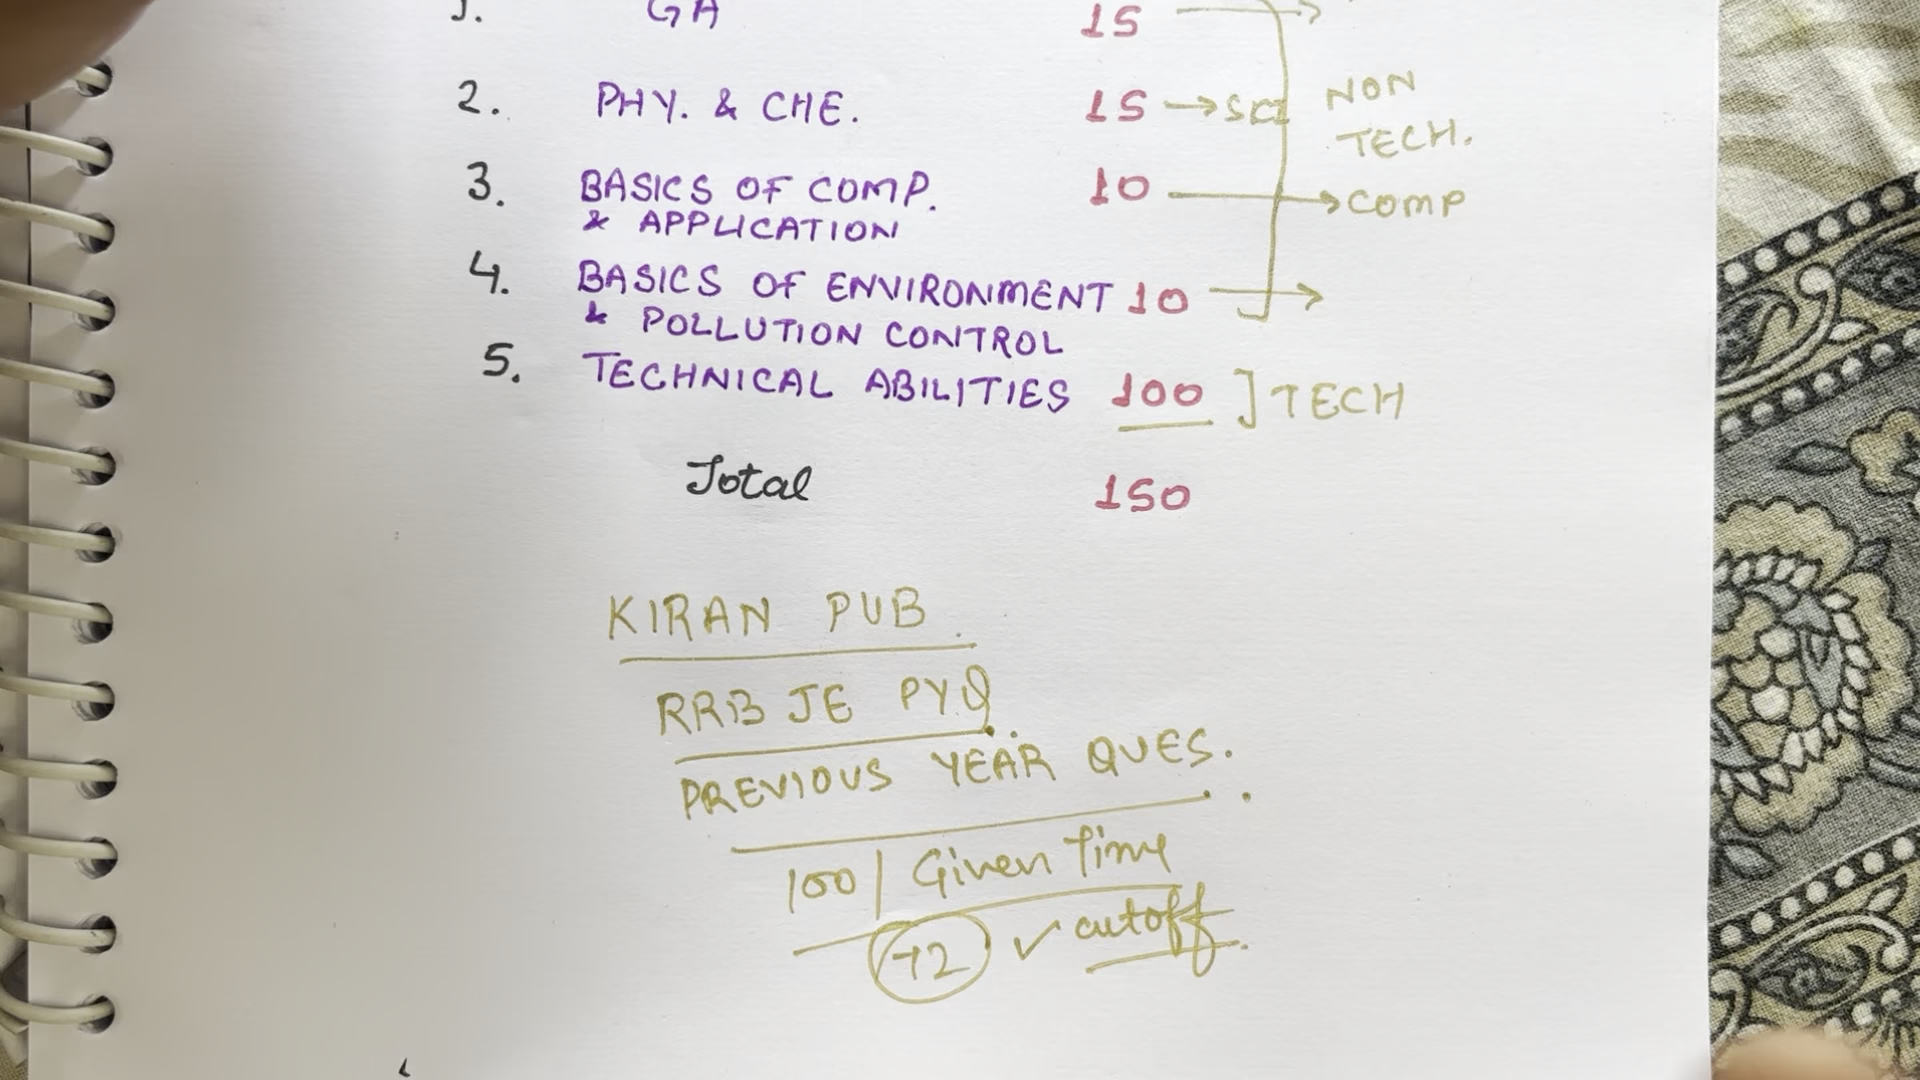 1. GA 15 →
2. PHY. & CHE. 15 → SCI
NON
TECH.
3. BASICS OF COMP. 10 → COMP
& APPLICATION
4. BASICS OF ENVIRONMENT 10 →
& POLLUTION CONTROL
5. TECHNICAL ABILITIES 100 ] TECH
Total 150
KIRAN PUB.
RRB JE PYQ.
PREVIOUS YEAR QUES.
100 | Given Time
+2 ✓ cutoff.